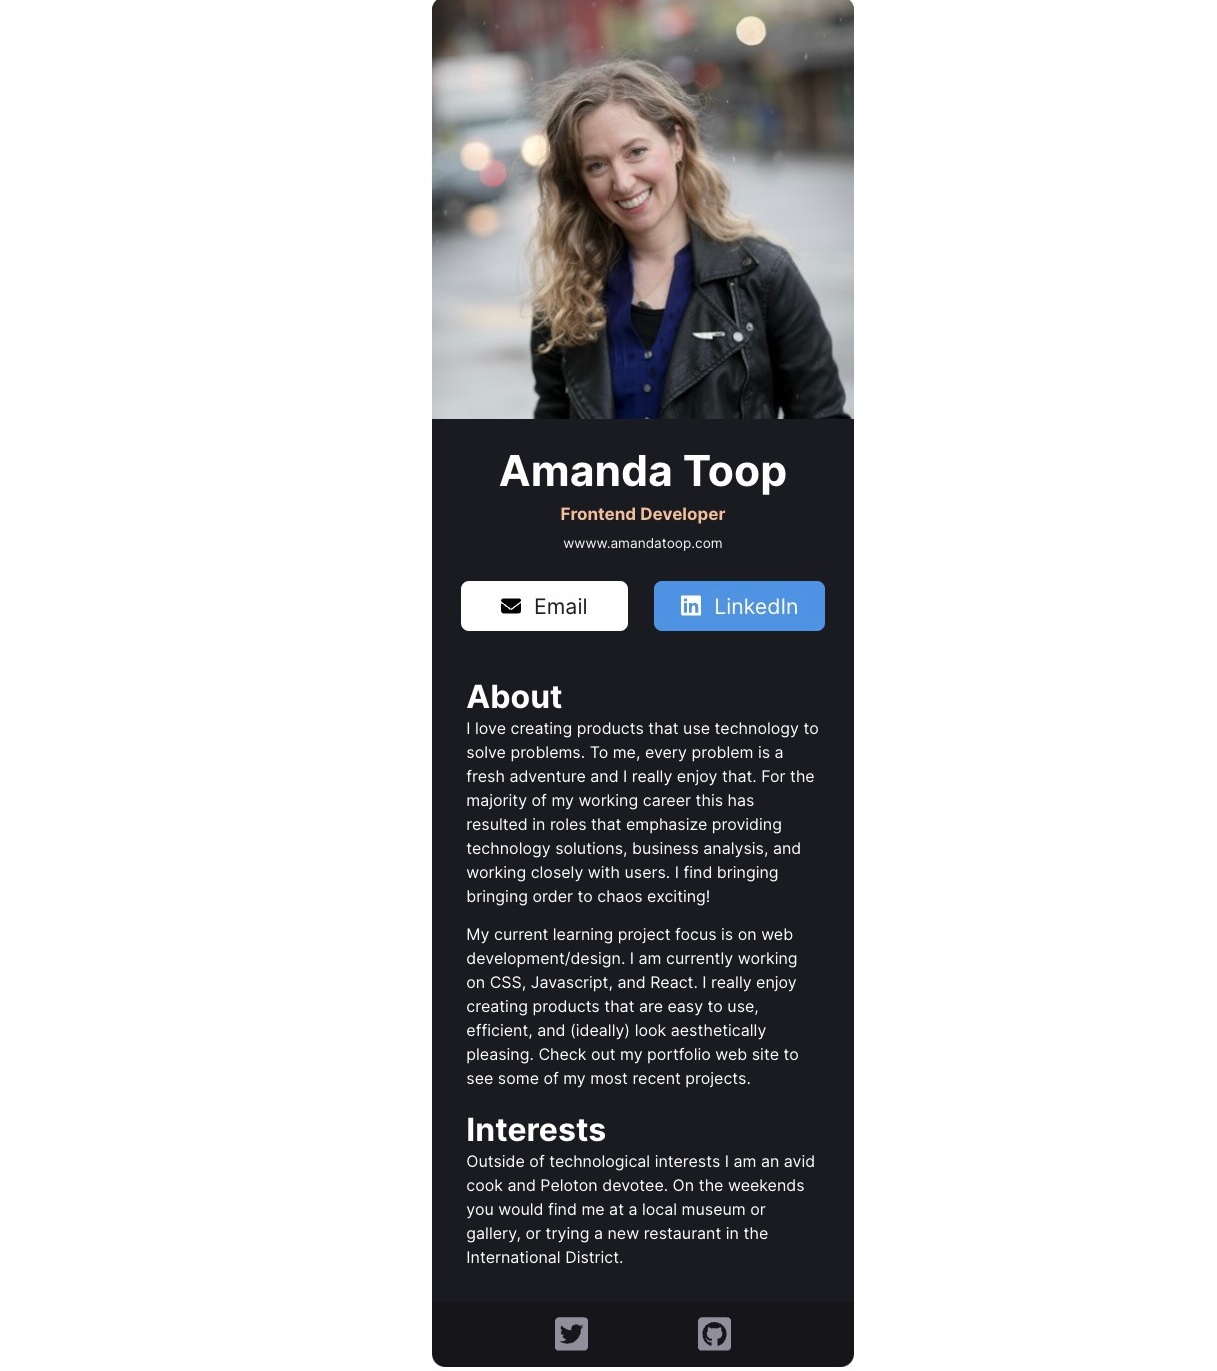 Amanda Toop
Frontend Developer
wwww.amandatoop.com
Email
LinkedIn
About
I love creating products that use technology to
solve problems. To me, every problem is a
fresh adventure and I really enjoy that. For the
majority of my working career this has
resulted in roles that emphasize providing
technology solutions, business analysis, and
working closely with users. I find bringing
bringing order to chaos exciting!
My current learning project focus is on web
development/design. I am currently working
on CSS, Javascript, and React. I really enjoy
creating products that are easy to use,
efficient, and (ideally) look aesthetically
pleasing. Check out my portfolio web site to
see some of my most recent projects.
Interests
Outside of technological interests I am an avid
cook and Peloton devotee. On the weekends
you would find me at a local museum or
gallery, or trying a new restaurant in the
International District.